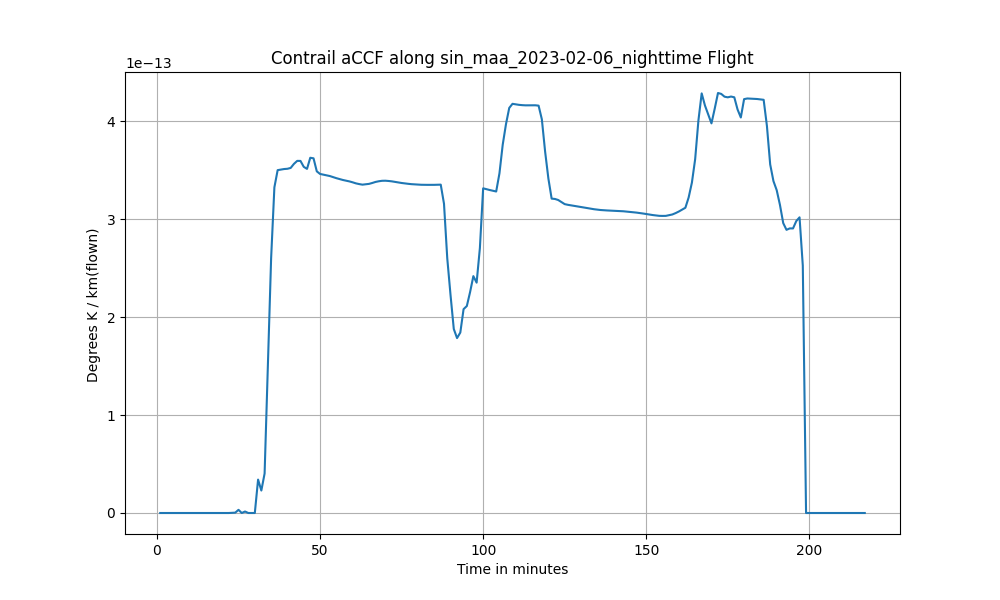 Contrail aCCF along sin_maa_2023-02-06_nighttime Flight
1e−13
4
3
2
1
0
Degrees K / km(flown)
0 50 100 150 200
Time in minutes